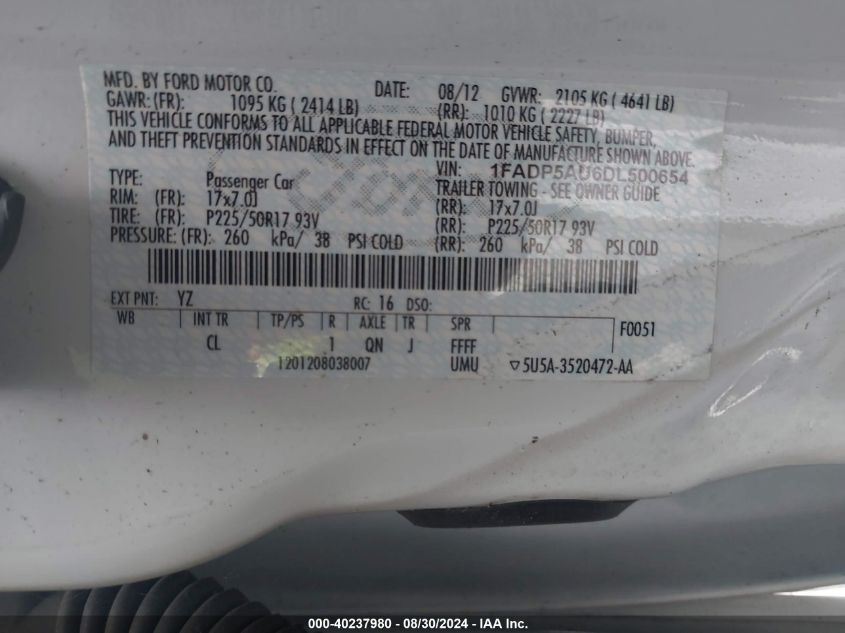 MFD. BY FORD MOTOR CO. DATE: 08/12 GVWR: 2105 KG ( 4641 LB)
GAWR: (FR): 1095 KG ( 2414 LB) (RR): 1010 KG ( 2227 LB)
THIS VEHICLE CONFORMS TO ALL APPLICABLE FEDERAL MOTOR VEHICLE SAFETY, BUMPER,
AND THEFT PREVENTION STANDARDS IN EFFECT ON THE DATE OF MANUFACTURE SHOWN ABOVE.
VIN: 1FADP5AU6DL500654
TYPE: Passenger Car TRAILER TOWING - SEE OWNER GUIDE
RIM: (FR): 17x7.0J (RR): 17x7.0J
TIRE: (FR): P225/50R17 93V (RR): P225/50R17 93V
PRESSURE: (FR): 260 kPa/ 38 PSI COLD (RR): 260 kPa/ 38 PSI COLD
EXT PNT: YZ RC: 16 DSO:
WB INT TR TP/PS R AXLE TR SPR F0051
CL 1 QN J FFFF
1201208038007 UMU ▽5U5A-3520472-AA
000-40237980 - 08/30/2024 - IAA Inc.